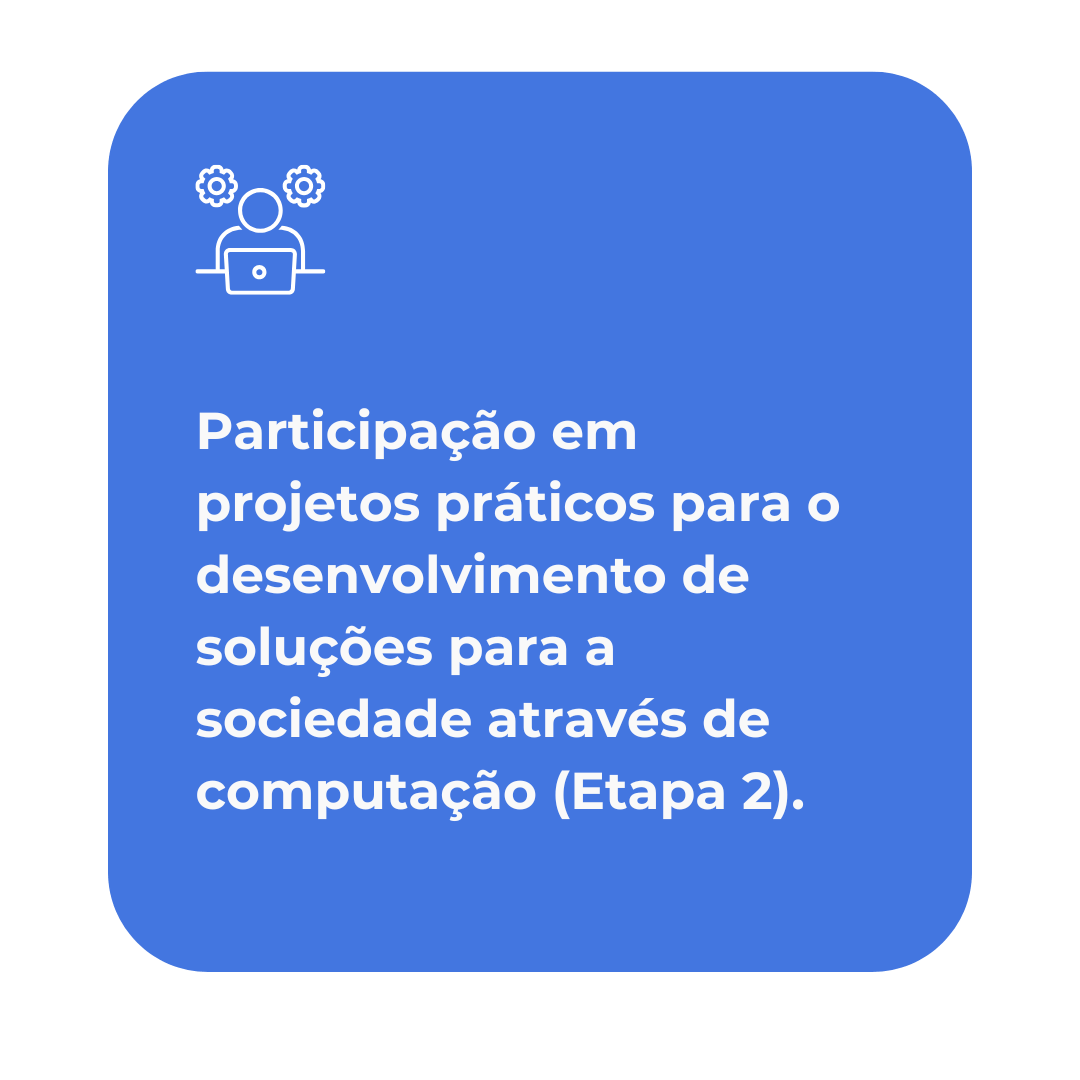 Participação em
projetos práticos para o
desenvolvimento de
soluções para a
sociedade através de
computação (Etapa 2).